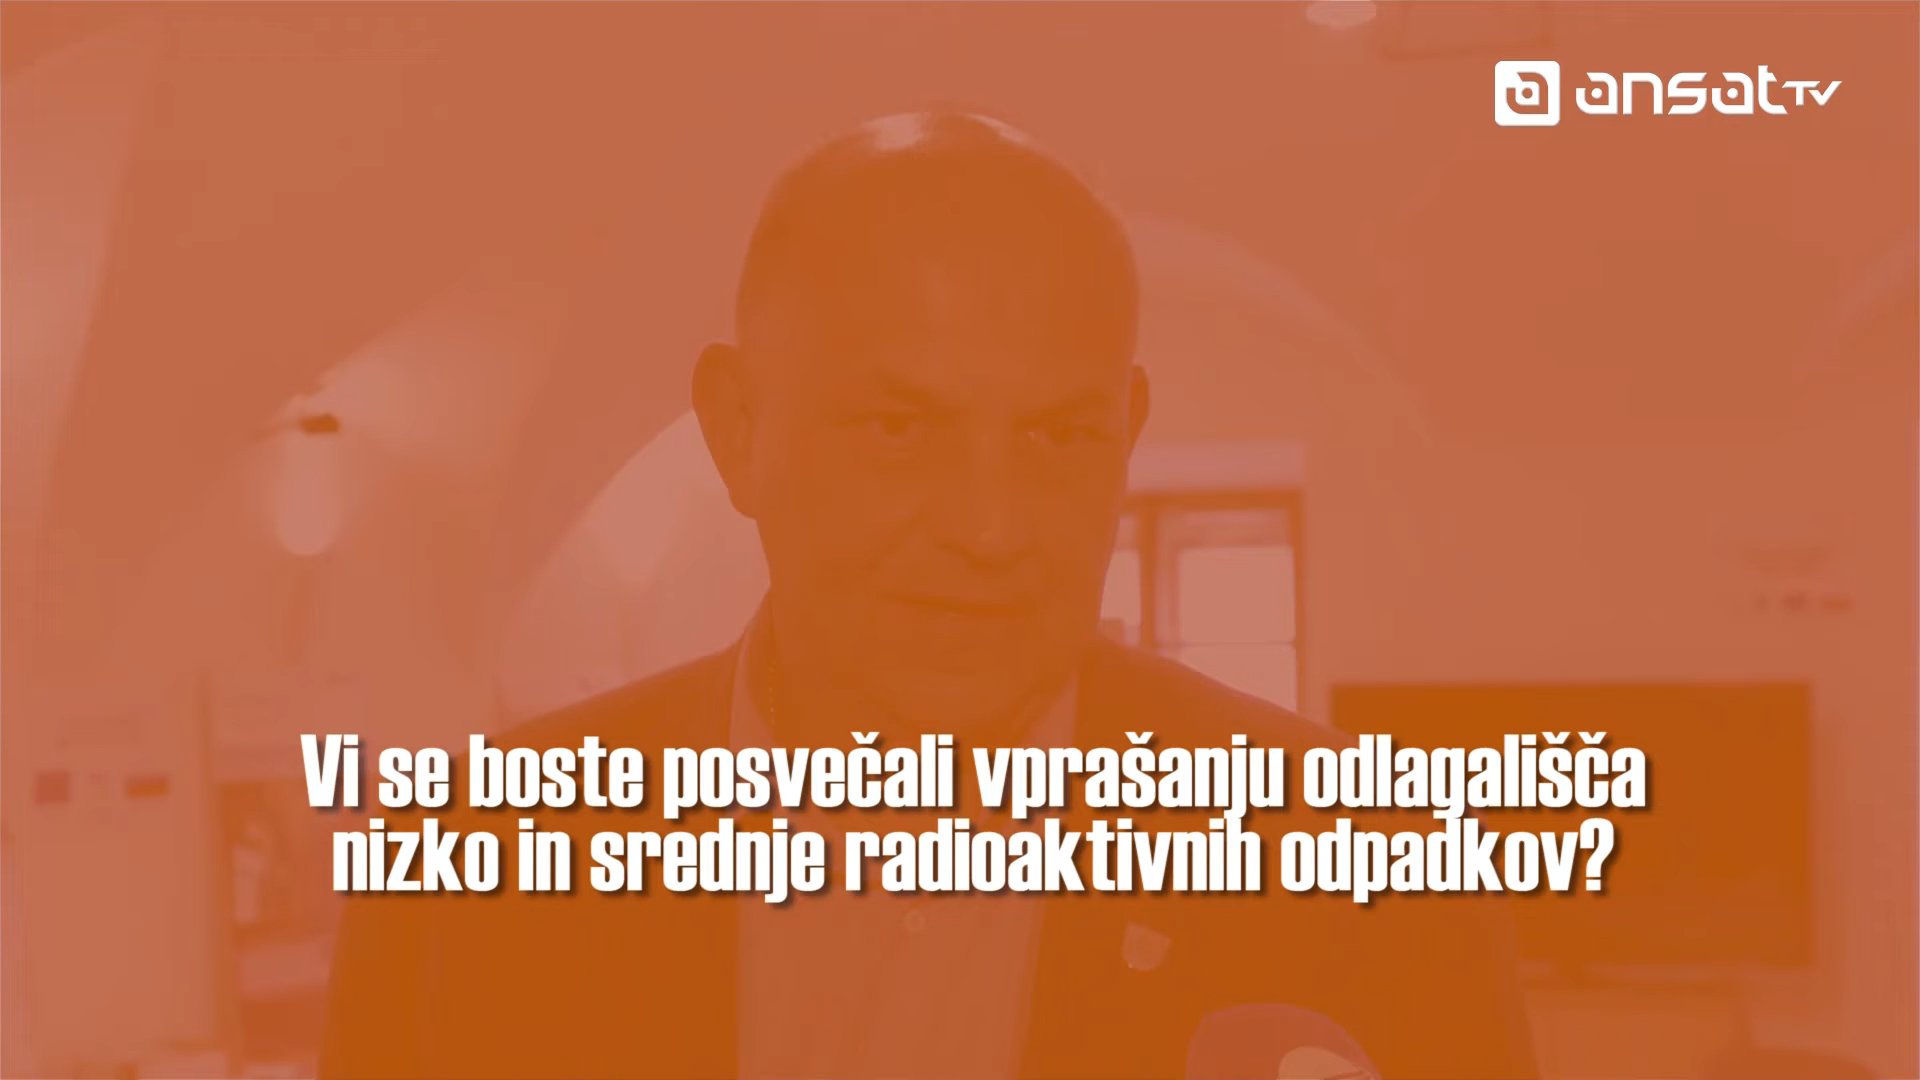 ansat TV
Vi se boste posvečali vprašanju odlagališča
nizko in srednje radioaktivnih odpadkov?